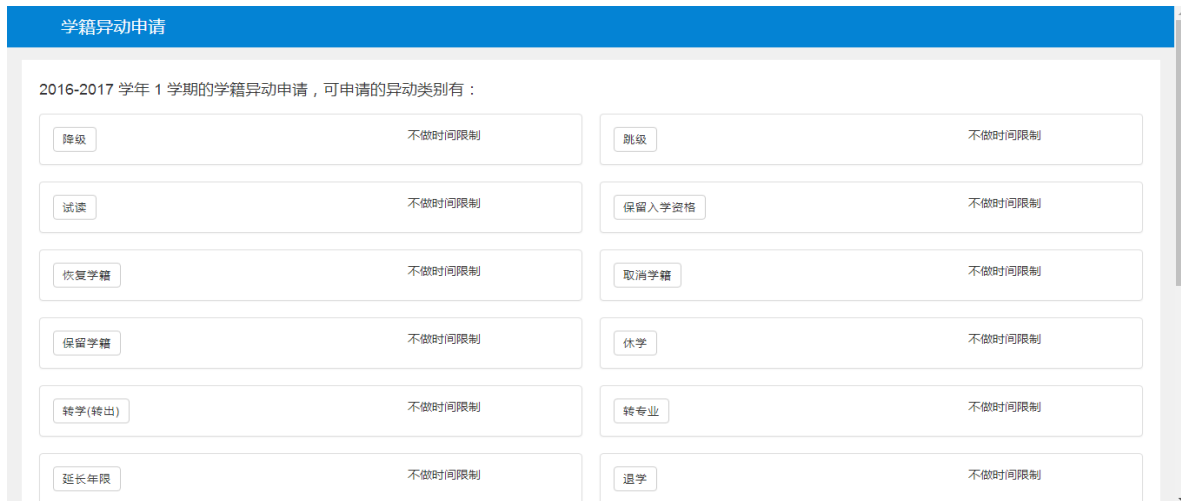 学籍异动申请
2016-2017 学年 1 学期的学籍异动申请，可申请的异动类别有：
降级 不做时间限制 跳级 不做时间限制
试读 不做时间限制 保留入学资格 不做时间限制
恢复学籍 不做时间限制 取消学籍 不做时间限制
保留学籍 不做时间限制 休学 不做时间限制
转学(转出) 不做时间限制 转专业 不做时间限制
延长年限 不做时间限制 退学 不做时间限制